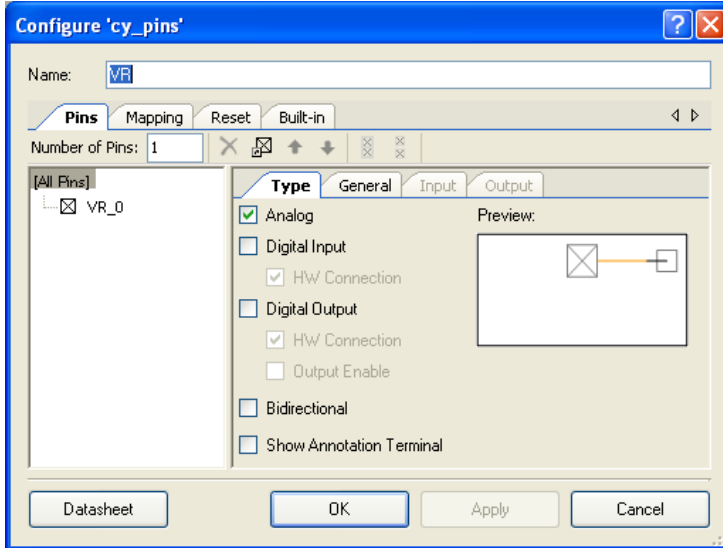 Configure 'cy_pins'
Name: VR
Pins Mapping Reset Built-in
Number of Pins: 1
[All Pins]
VR_0
Type General Input Output
Analog
Preview:
Digital Input
HW Connection
Digital Output
HW Connection
Output Enable
Bidirectional
Show Annotation Terminal
Datasheet OK Apply Cancel